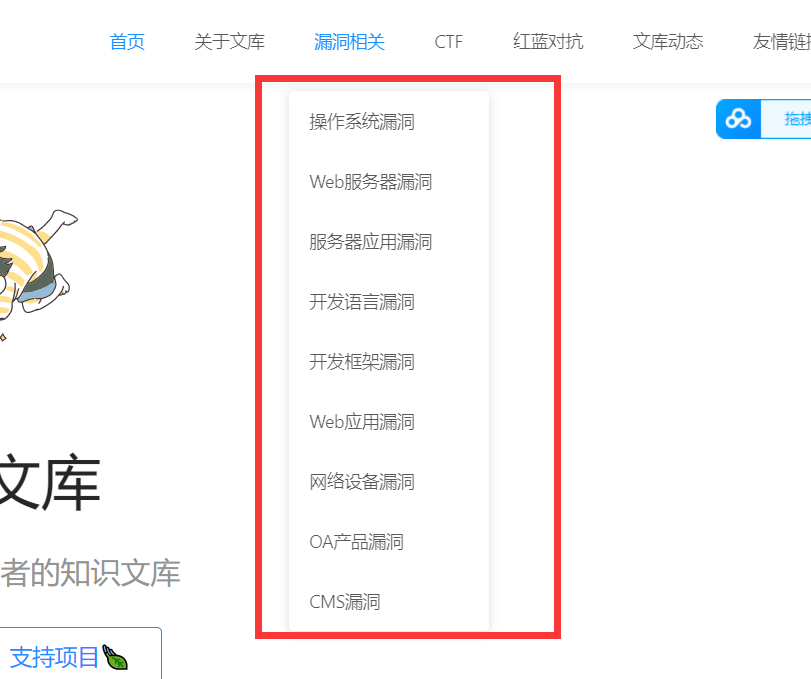 首页 关于文库 漏洞相关 CTF 红蓝对抗 文库动态 友情链
拖拽
操作系统漏洞
Web服务器漏洞
服务器应用漏洞
开发语言漏洞
开发框架漏洞
Web应用漏洞
网络设备漏洞
OA产品漏洞
CMS漏洞
文库
者的知识文库
支持项目